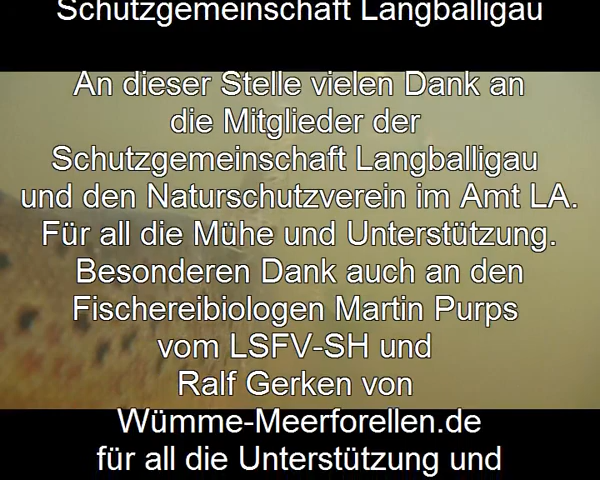 Schutzgemeinschaft Langballigau
An dieser Stelle vielen Dank an
die Mitglieder der
Schutzgemeinschaft Langballigau
und den Naturschutzverein im Amt LA.
Für all die Mühe und Unterstützung.
Besonderen Dank auch an den
Fischereibiologen Martin Purps
vom LSFV-SH und
Ralf Gerken von
Wümme-Meerforellen.de
für all die Unterstützung und